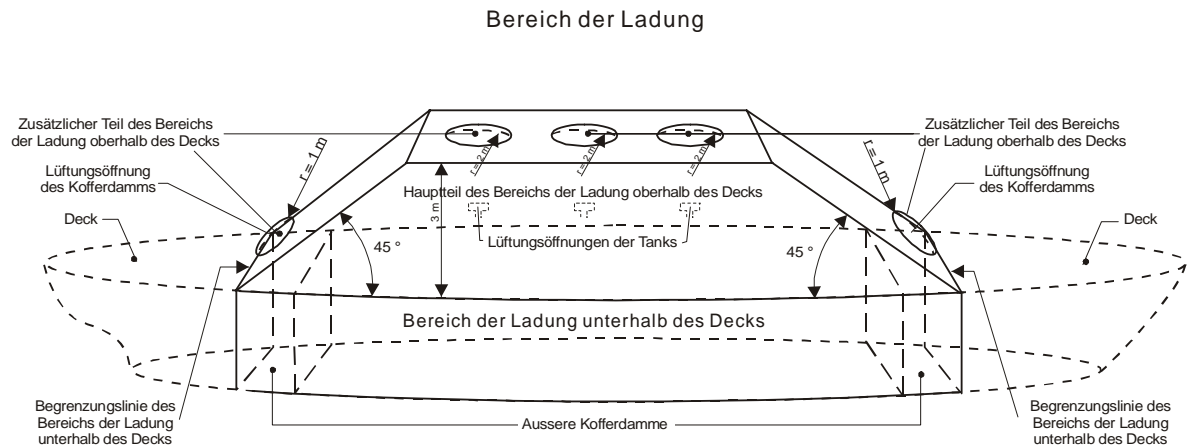 Bereich der Ladung
Zusätzlicher Teil des Bereichs
der Ladung oberhalb des Decks
Lüftungsöffnung
des Kofferdamms
Deck
r = 1 m
r = 2 m
r = 2 m
r = 2 m
Hauptteil des Bereichs der Ladung oberhalb des Decks
3 m
45 °
Lüftungsöffnungen der Tanks
45 °
r = 1 m
Zusätzlicher Teil des Bereichs
der Ladung oberhalb des Decks
Lüftungsöffnung
des Kofferdamms
Deck
Bereich der Ladung unterhalb des Decks
Begrenzungslinie des
Bereichs der Ladung
unterhalb des Decks
Aussere Kofferdamme
Begrenzungslinie des
Bereichs der Ladung
unterhalb des Decks